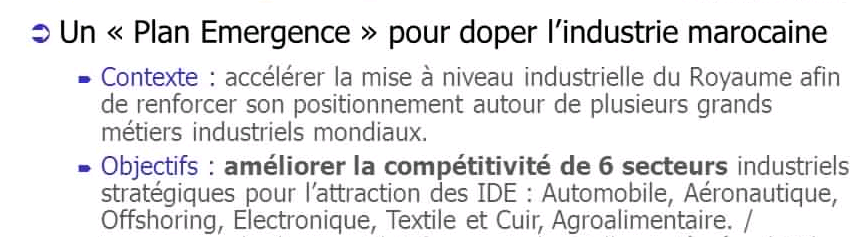 Un « Plan Emergence » pour doper l'industrie marocaine
Contexte : accélérer la mise à niveau industrielle du Royaume afin
de renforcer son positionnement autour de plusieurs grands
métiers industriels mondiaux.
Objectifs : améliorer la compétitivité de 6 secteurs industriels
stratégiques pour l'attraction des IDE : Automobile, Aéronautique,
Offshoring, Electronique, Textile et Cuir, Agroalimentaire. /